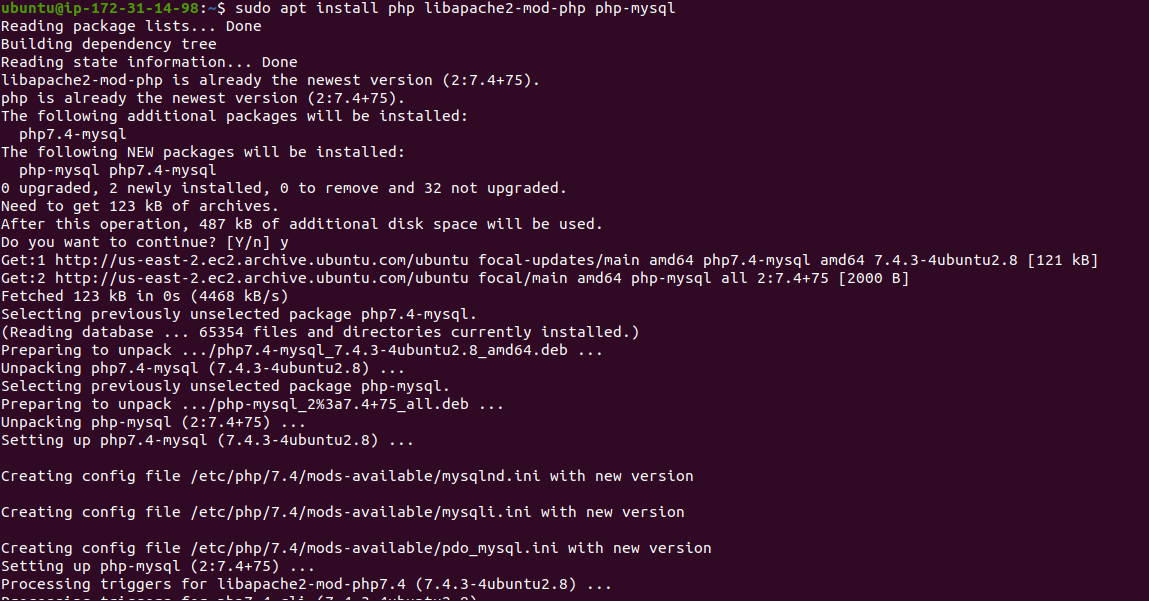 ubuntu@ip-172-31-14-98:~$ sudo apt install php libapache2-mod-php php-mysql
Reading package lists... Done
Building dependency tree
Reading state information... Done
libapache2-mod-php is already the newest version (2:7.4+75).
php is already the newest version (2:7.4+75).
The following additional packages will be installed:
  php7.4-mysql
The following NEW packages will be installed:
  php-mysql php7.4-mysql
0 upgraded, 2 newly installed, 0 to remove and 32 not upgraded.
Need to get 123 kB of archives.
After this operation, 487 kB of additional disk space will be used.
Do you want to continue? [Y/n] y
Get:1 http://us-east-2.ec2.archive.ubuntu.com/ubuntu focal-updates/main amd64 php7.4-mysql amd64 7.4.3-4ubuntu2.8 [121 kB]
Get:2 http://us-east-2.ec2.archive.ubuntu.com/ubuntu focal/main amd64 php-mysql all 2:7.4+75 [2000 B]
Fetched 123 kB in 0s (4468 kB/s)
Selecting previously unselected package php7.4-mysql.
(Reading database ... 65354 files and directories currently installed.)
Preparing to unpack .../php7.4-mysql_7.4.3-4ubuntu2.8_amd64.deb ...
Unpacking php7.4-mysql (7.4.3-4ubuntu2.8) ...
Selecting previously unselected package php-mysql.
Preparing to unpack .../php-mysql_2%3a7.4+75_all.deb ...
Unpacking php-mysql (2:7.4+75) ...
Setting up php7.4-mysql (7.4.3-4ubuntu2.8) ...

Creating config file /etc/php/7.4/mods-available/mysqlnd.ini with new version

Creating config file /etc/php/7.4/mods-available/mysqli.ini with new version

Creating config file /etc/php/7.4/mods-available/pdo_mysql.ini with new version
Setting up php-mysql (2:7.4+75) ...
Processing triggers for libapache2-mod-php7.4 (7.4.3-4ubuntu2.8) ...